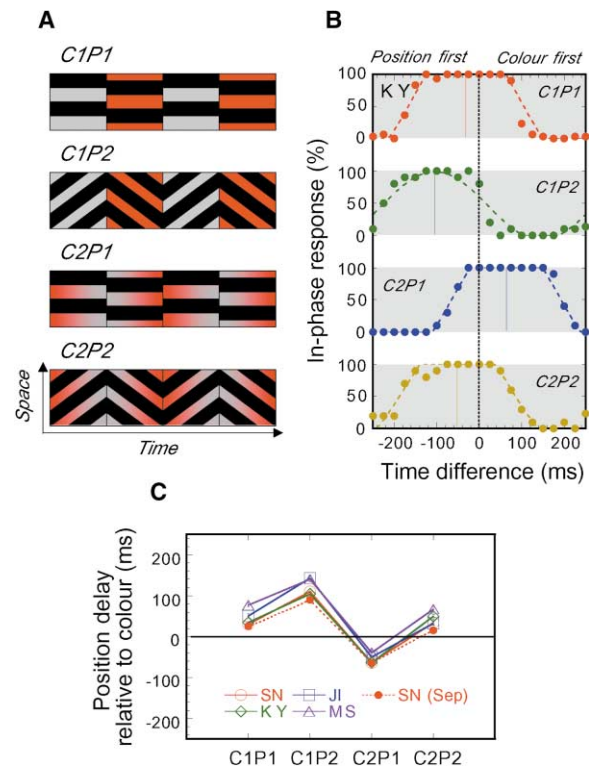 A
C1P1
C1P2
C2P1
C2P2
Space
Time
B
Position first Colour first
In-phase response (%)
100
50
0
KY
C1P1
100
50
0
C1P2
100
50
0
C2P1
100
50
0
C2P2
-200 -100 0 100 200
Time difference (ms)
C
Position delay
relative to colour (ms)
200
100
0
-100
-200
SN JI SN (Sep)
KY MS
C1P1 C1P2 C2P1 C2P2